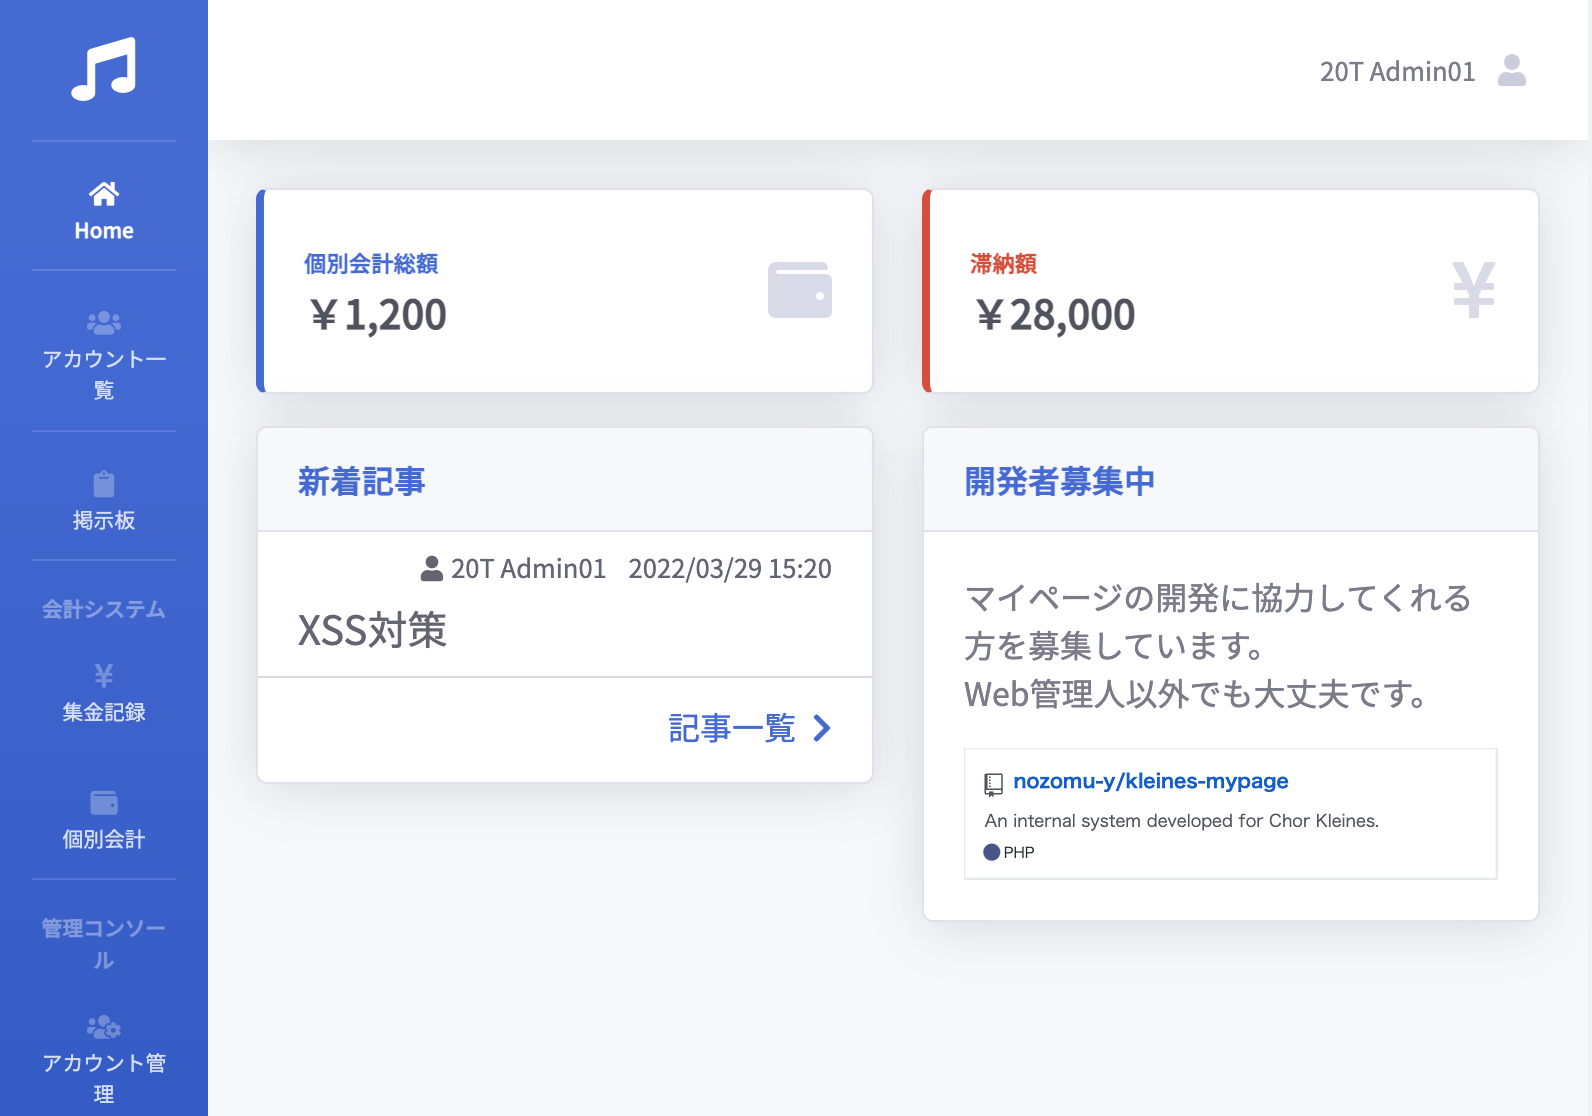 20T Admin01
Home
アカウント一
覧
掲示板
会計システム
集金記録
個別会計
管理コンソー
ル
アカウント管
理
個別会計総額
￥1,200
滞納額
￥28,000
新着記事
20T Admin01 2022/03/29 15:20
XSS対策
記事一覧
開発者募集中
マイページの開発に協力してくれる
方を募集しています。
Web管理人以外でも大丈夫です。
nozomu-y/kleines-mypage
An internal system developed for Chor Kleines.
PHP